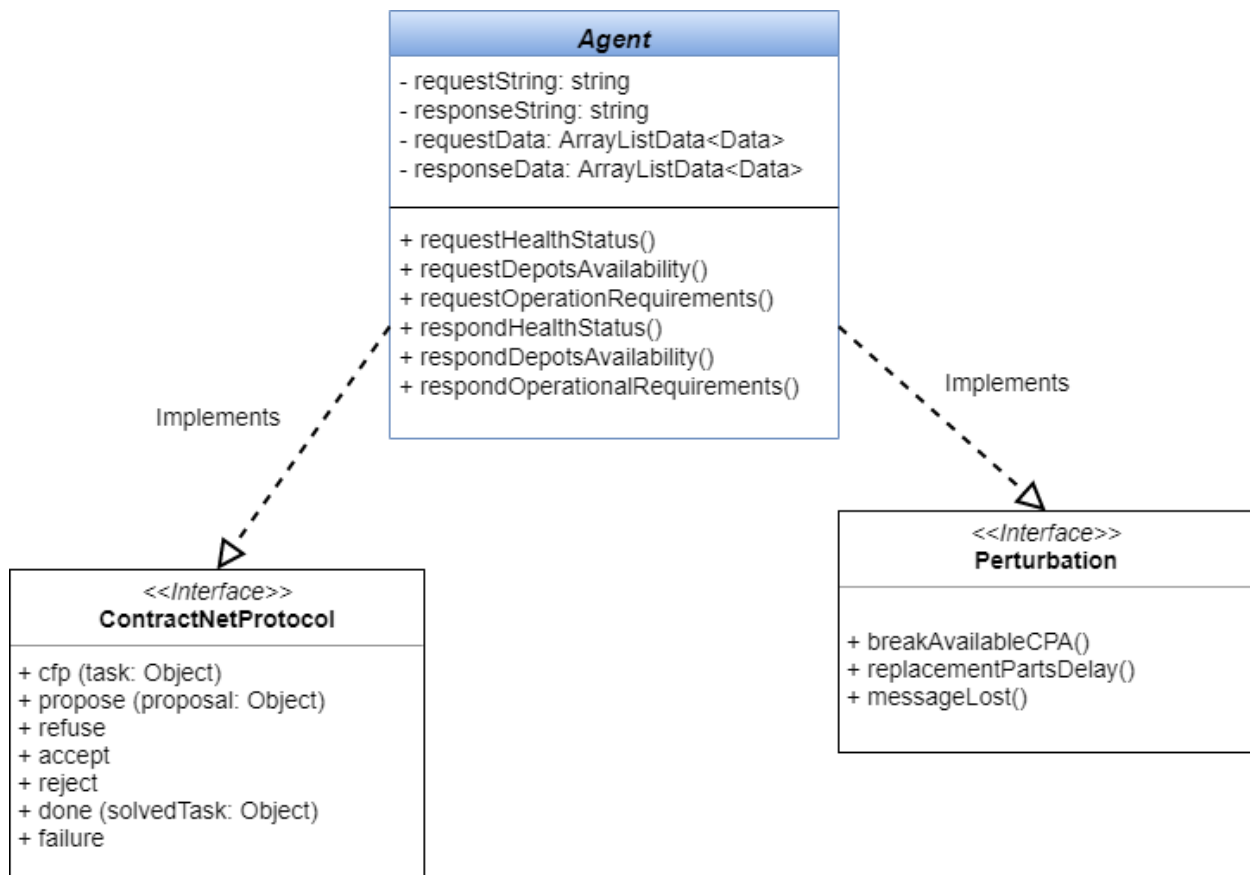 Agent
- requestString: string
- responseString: string
- requestData: ArrayListData<Data>
- responseData: ArrayListData<Data>
+ requestHealthStatus()
+ requestDepotsAvailability()
+ requestOperationRequirements()
+ respondHealthStatus()
+ respondDepotsAvailability()
+ respondOperationalRequirements()
Implements
Implements
<<Interface>>
ContractNetProtocol
+ cfp (task: Object)
+ propose (proposal: Object)
+ refuse
+ accept
+ reject
+ done (solvedTask: Object)
+ failure
<<Interface>>
Perturbation
+ breakAvailableCPA()
+ replacementPartsDelay()
+ messageLost()